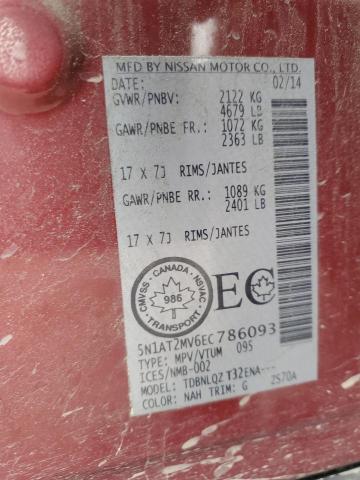 MFD BY NISSAN MOTOR CO., LTD.
DATE: 02/14
GVWR/PNBV: 2122 KG
4679 LB
GAWR/PNBE FR.: 1072 KG
2363 LB
17 X 7J RIMS/JANTES
GAWR/PNBE RR.: 1089 KG
2401 LB
17 X 7J RIMS/JANTES
CANADA
CMVSS - NSVAC
986
EC
5N1AT2MV6EC786093
TYPE: MPV/VTUM 095
ICES/NMB-002
MODEL: TDBNLQZ T32ENA---
COLOR: NAH TRIM: G 2S70A